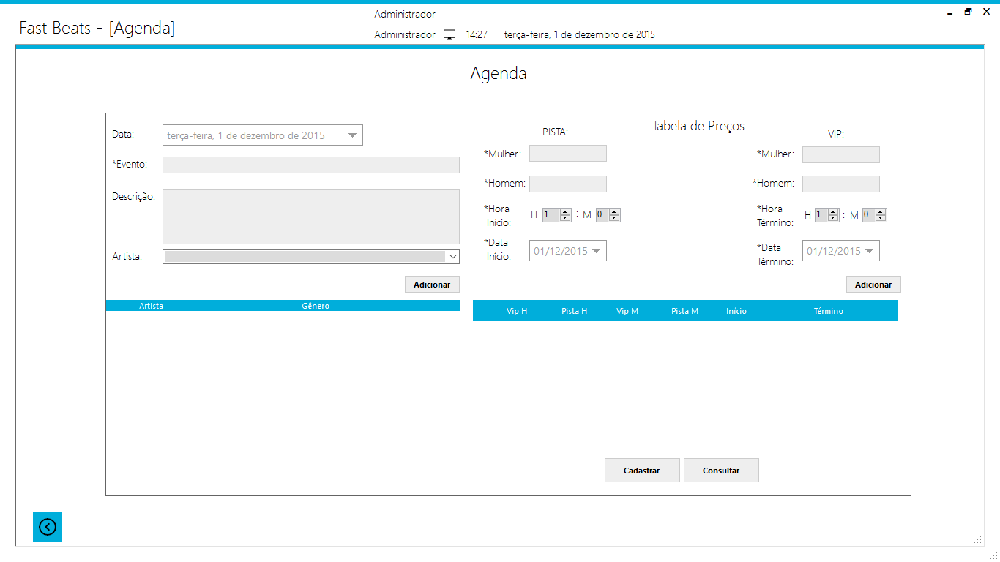 Administrador
Fast Beats - [Agenda]
Administrador 14:27 terça-feira, 1 de dezembro de 2015
Agenda
Data: terça-feira, 1 de dezembro de 2015
*Evento:
Descrição:
Artista:
Adicionar
Artista Gênero
Tabela de Preços
PISTA: VIP:
*Mulher: *Mulher:
*Homem: *Homem:
*Hora Início: H 1 : M 0
*Hora Término: H 1 : M 0
*Data Início: 01/12/2015
*Data Término: 01/12/2015
Adicionar
Vip H Pista H Vip M Pista M Início Término
Cadastrar Consultar